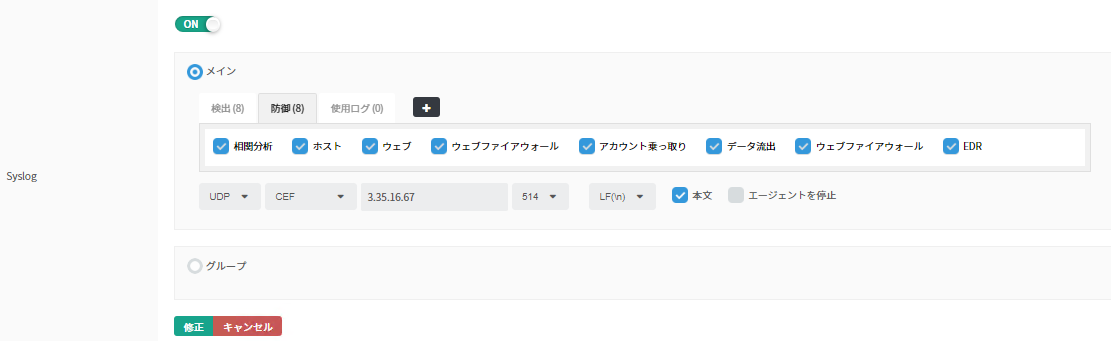 ON
メイン
検出 (8) 防御 (8) 使用ログ (0) +
相関分析 ホスト ウェブ ウェブファイアウォール アカウント乗っ取り データ流出 ウェブファイアウォール EDR
Syslog
UDP CEF 3.35.16.67 514 LF(\n) 本文 エージェントを停止
グループ
修正 キャンセル